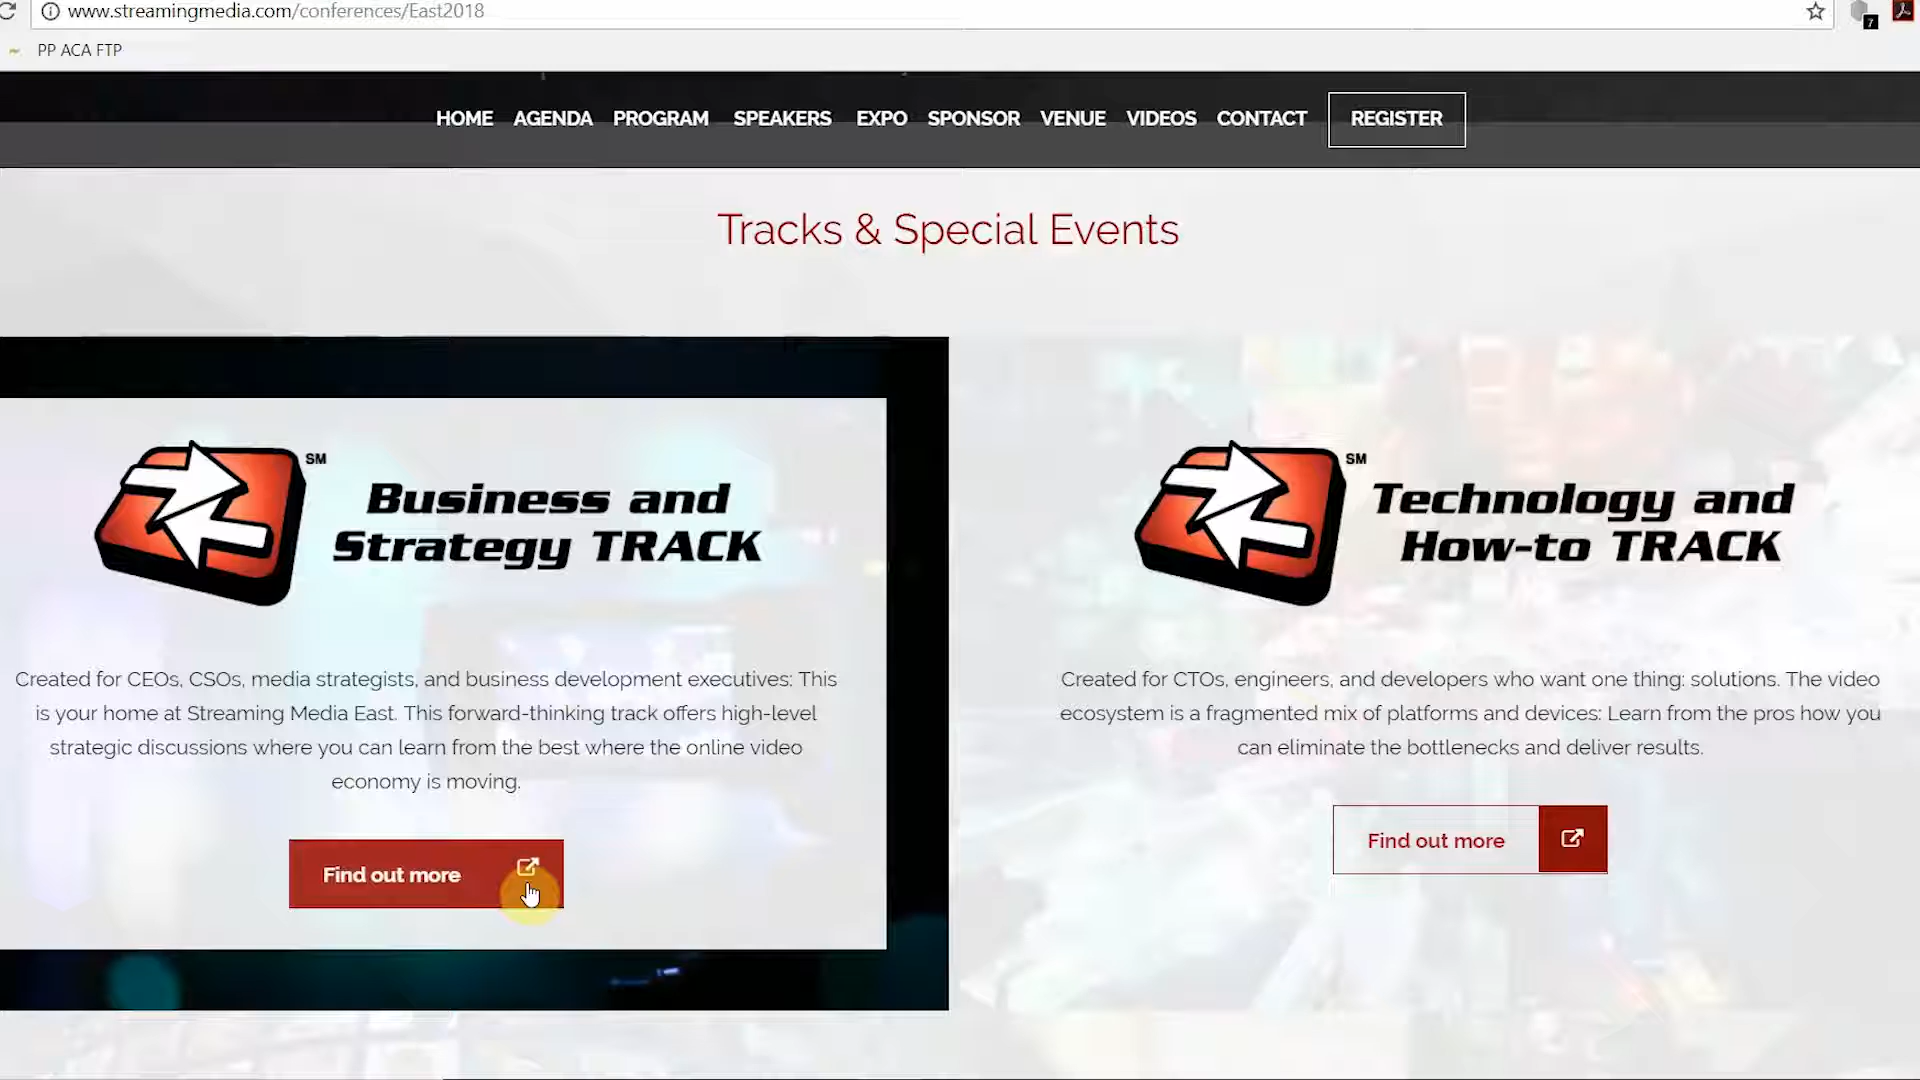 www.streamingmedia.com/conferences/East2018
7
PP ACA FTP
HOME AGENDA PROGRAM SPEAKERS EXPO SPONSOR VENUE VIDEOS CONTACT REGISTER
Tracks & Special Events
SM
Business and
Strategy TRACK
Created for CEOs, CSOs, media strategists, and business development executives: This
is your home at Streaming Media East. This forward-thinking track offers high-level
strategic discussions where you can learn from the best where the online video
economy is moving.
Find out more
SM
Technology and
How-to TRACK
Created for CTOs, engineers, and developers who want one thing: solutions. The video
ecosystem is a fragmented mix of platforms and devices: Learn from the pros how you
can eliminate the bottlenecks and deliver results.
Find out more